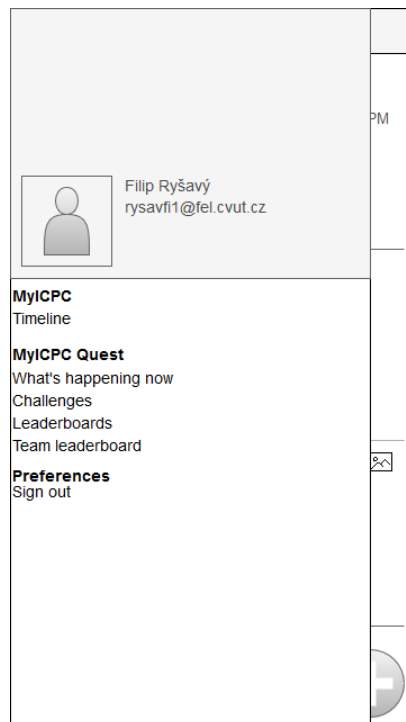 PM
Filip Ryšavý
rysavfi1@fel.cvut.cz
MyICPC
Timeline
MyICPC Quest
What's happening now
Challenges
Leaderboards
Team leaderboard
Preferences
Sign out